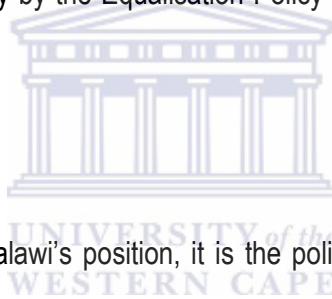 y by the Equalisation Policy
UNIVERSITY of the
alawi's position, it is the poli
WESTERN CAPE